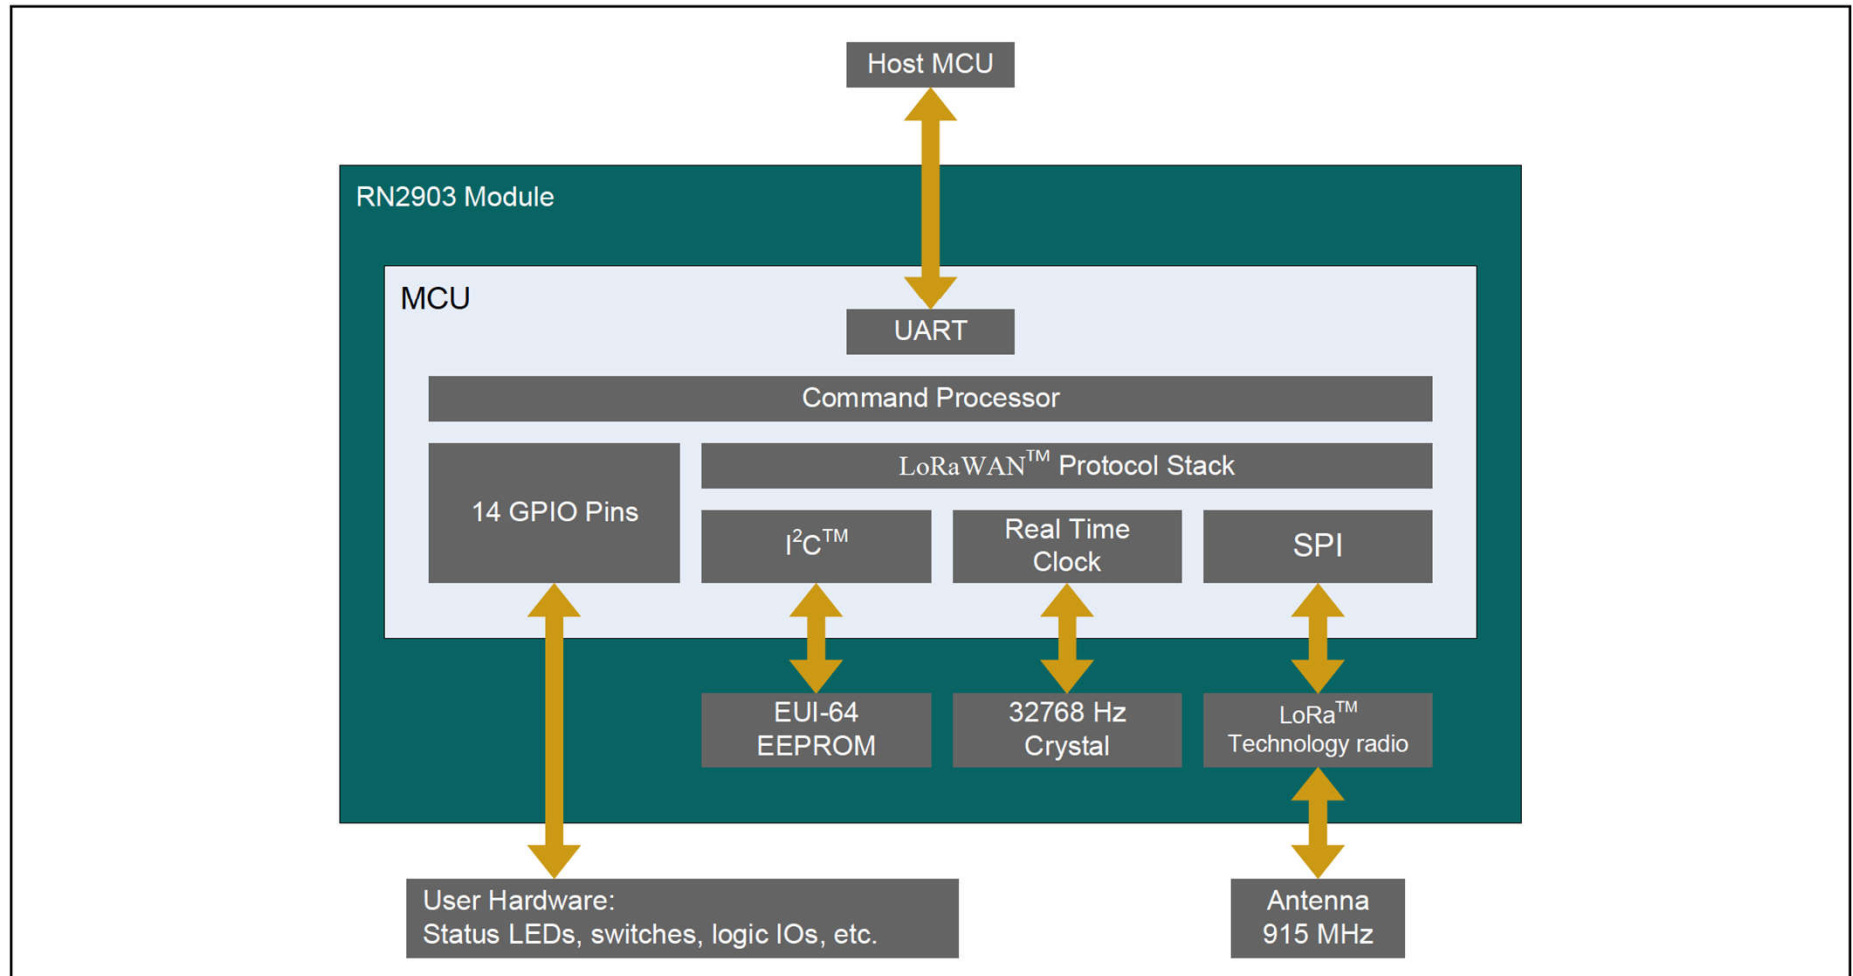 Host MCU
RN2903 Module
MCU
UART
Command Processor
14 GPIO Pins
LoRaWAN™ Protocol Stack
I²C™
Real Time
Clock
SPI
EUI-64
EEPROM
32768 Hz
Crystal
LoRa™
Technology radio
User Hardware:
Status LEDs, switches, logic IOs, etc.
Antenna
915 MHz